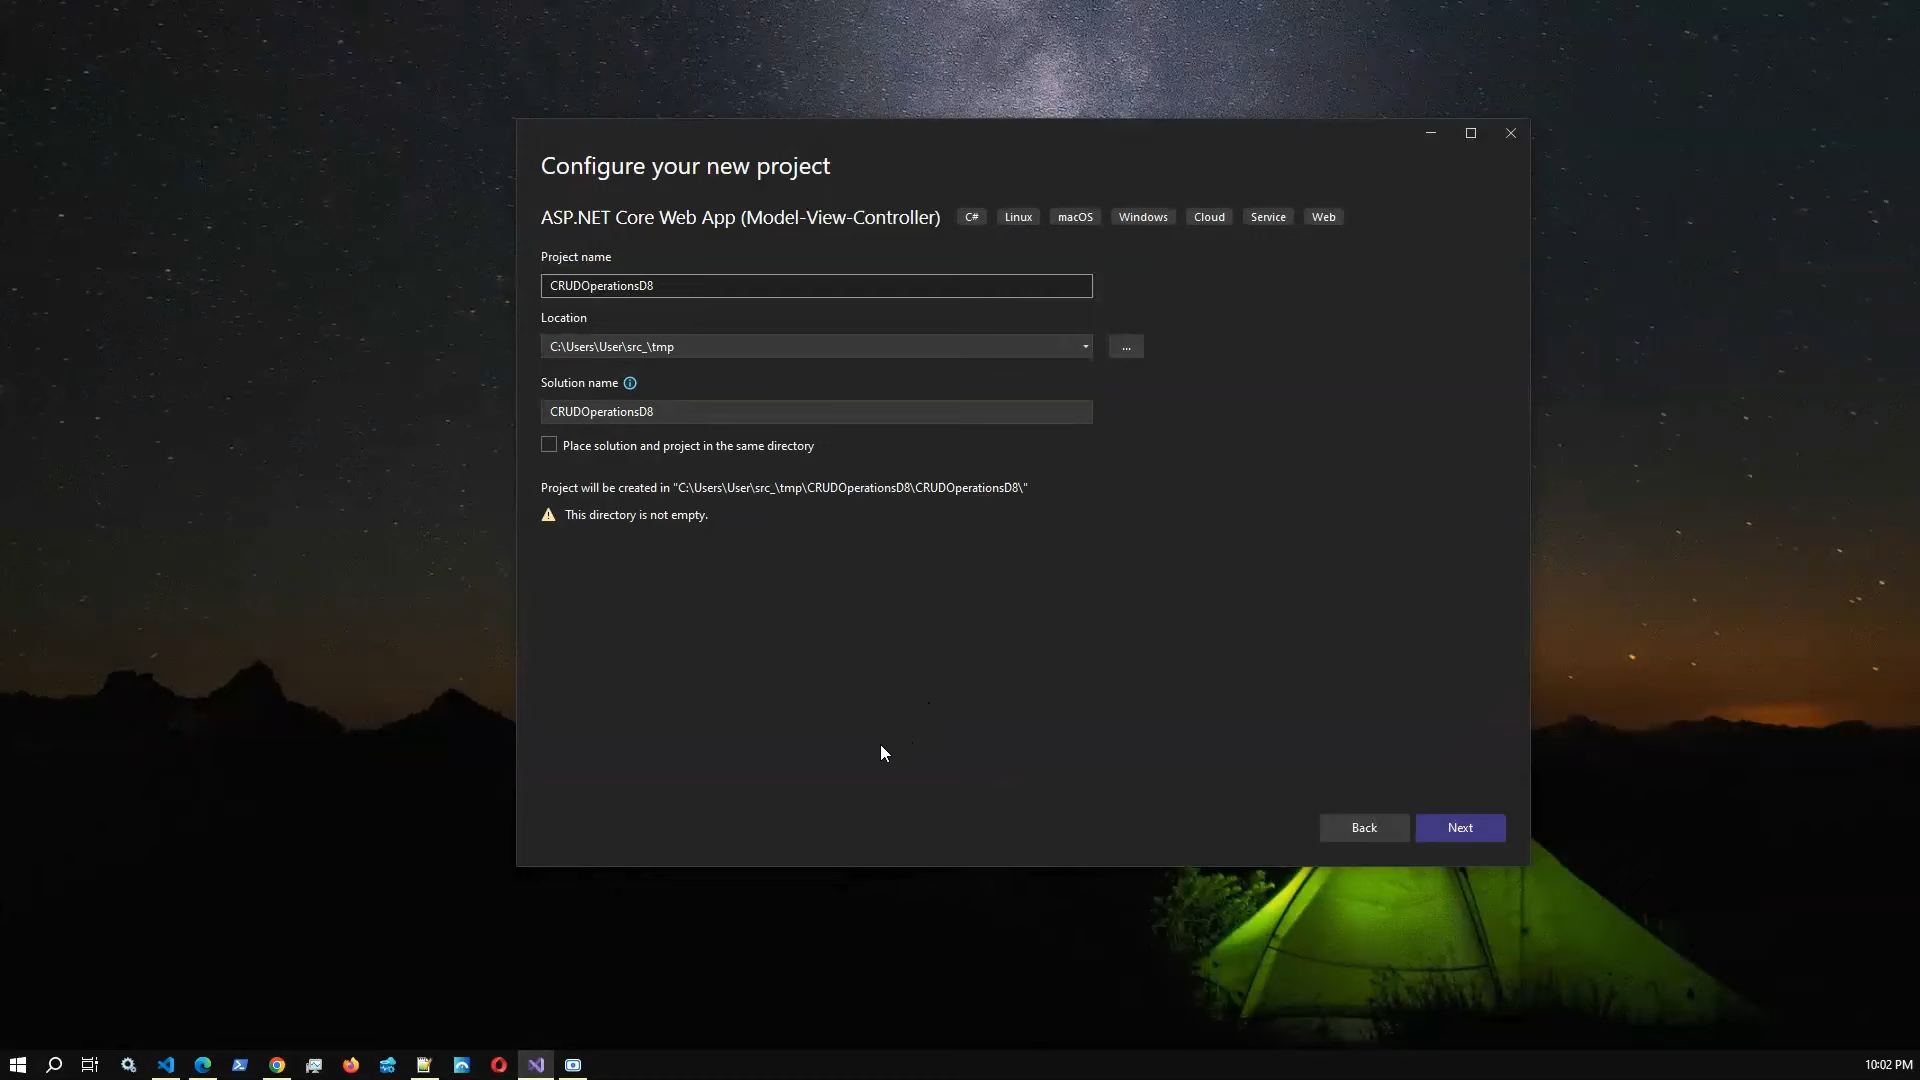 Configure your new project
ASP.NET Core Web App (Model-View-Controller) C# Linux macOS Windows Cloud Service Web
Project name
CRUDOperationsD8
Location
C:\Users\User\src_\tmp
...
Solution name
CRUDOperationsD8
Place solution and project in the same directory
Project will be created in "C:\Users\User\src_\tmp\CRUDOperationsD8\CRUDOperationsD8\"
This directory is not empty.
Back Next
10:02 PM